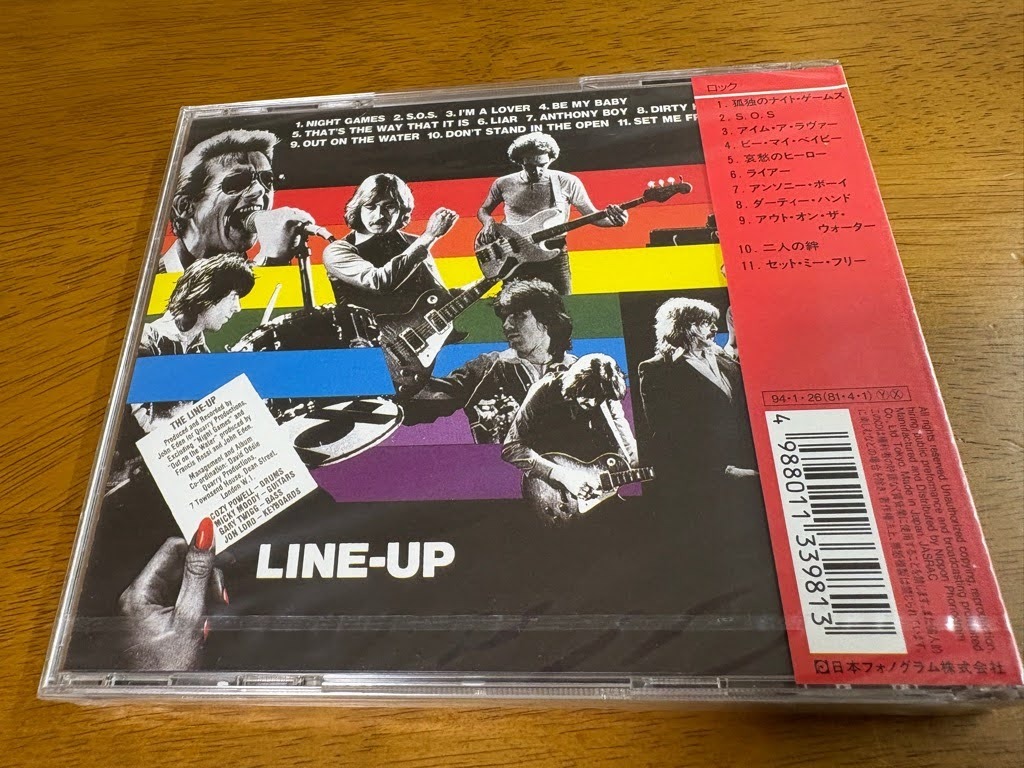 1. NIGHT GAMES 2. S.O.S. 3. I'M A LOVER 4. BE MY BABY
5. THAT'S THE WAY THAT IT IS 6. LIAR 7. ANTHONY BOY 8. DIRTY
9. OUT ON THE WATER 10. DON'T STAND IN THE OPEN 11. SET ME
THE LINE-UP
Produced and Recorded by
John Eden for Quarry Productions,
Excluding "Night Games" and
"Out on the Water" produced by
Francis Rossi and John Eden.
Management and Album
Co-ordination: David Oddie
Quarry Productions,
7 Townsend House, Dean Street,
London W.1.
COZY POWELL – DRUMS
MICKY MOODY – GUITARS
GARY TWIGG – BASS
JON LORD – KEYBOARDS
LINE-UP
ロック
1. 孤独のナイト・ゲームス
2. S.O.S
3. アイム・ア・ラヴァー
4. ビー・マイ・ベイビー
5. 哀愁のヒーロー
6. ライアー
7. アンソニー・ボーイ
8. ダーティー・ハンド
9. アウト・オン・ザ・
ウォーター
10. 二人の絆
11. セット・ミー・フリー
94・1・26(81・4・1) Ⓨ Ⓧ
4 988011 339813
All rights reserved. Unauthorized copying, reproduction
日本フォノグラム株式会社